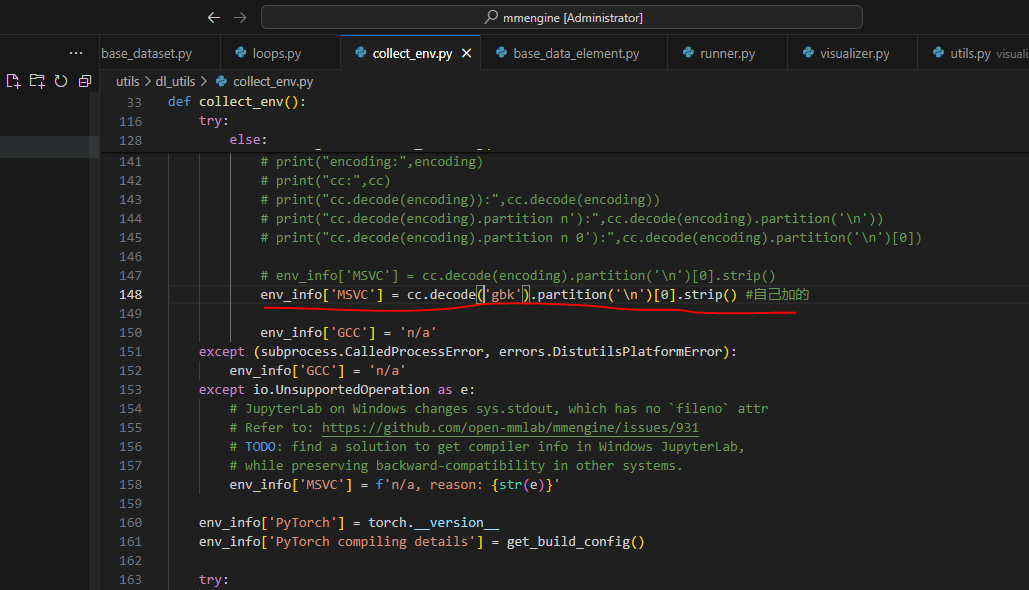 mmengine [Administrator]
base_dataset.py loops.py collect_env.py base_data_element.py runner.py visualizer.py utils.py visuali
utils > dl_utils > collect_env.py
33 def collect_env():
116 try:
128 else:
141 # print("encoding:",encoding)
142 # print("cc:",cc)
143 # print("cc.decode(encoding)):",cc.decode(encoding))
144 # print("cc.decode(encoding).partition n'):",cc.decode(encoding).partition('\n'))
145 # print("cc.decode(encoding).partition n 0'):",cc.decode(encoding).partition('\n')[0])
146
147 # env_info['MSVC'] = cc.decode(encoding).partition('\n')[0].strip()
148 env_info['MSVC'] = cc.decode('gbk').partition('\n')[0].strip() #自己加的
149
150 env_info['GCC'] = 'n/a'
151 except (subprocess.CalledProcessError, errors.DistutilsPlatformError):
152 env_info['GCC'] = 'n/a'
153 except io.UnsupportedOperation as e:
154 # JupyterLab on Windows changes sys.stdout, which has no `fileno` attr
155 # Refer to: https://github.com/open-mmlab/mmengine/issues/931
156 # TODO: find a solution to get compiler info in Windows JupyterLab,
157 # while preserving backward-compatibility in other systems.
158 env_info['MSVC'] = f'n/a, reason: {str(e)}'
159
160 env_info['PyTorch'] = torch.__version__
161 env_info['PyTorch compiling details'] = get_build_config()
162
163 try: